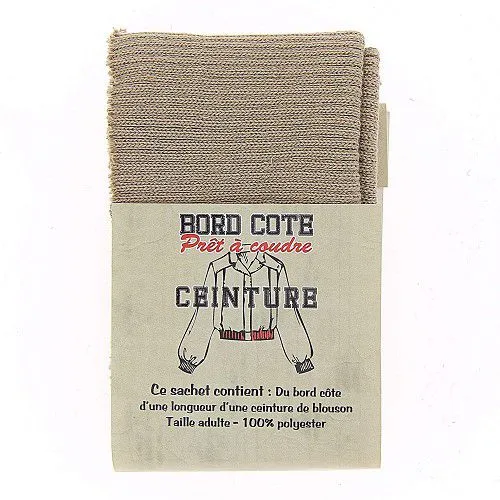 BORD COTE
Prêt à coudre
CEINTURE
Ce sachet contient : Du bord côte
d'une longueur d'une ceinture de blouson
Taille adulte - 100% polyester